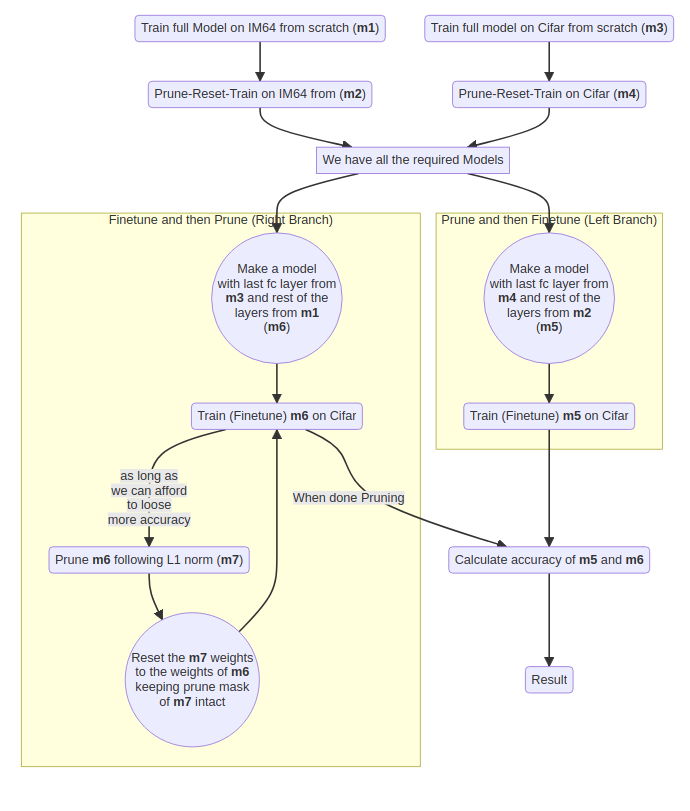 Train full Model on IM64 from scratch (m1)
Train full model on Cifar from scratch (m3)
Prune-Reset-Train on IM64 from (m2)
Prune-Reset-Train on Cifar (m4)
We have all the required Models
Finetune and then Prune (Right Branch)
Prune and then Finetune (Left Branch)
Make a model
with last fc layer from
m3 and rest of the
layers from m1
(m6)
Make a model
with last fc layer from
m4 and rest of the
layers from m2
(m5)
Train (Finetune) m6 on Cifar
Train (Finetune) m5 on Cifar
as long as
we can afford
to loose
more accuracy
When done Pruning
Prune m6 following L1 norm (m7)
Calculate accuracy of m5 and m6
Reset the m7 weights
to the weights of m6
keeping prune mask
of m7 intact
Result